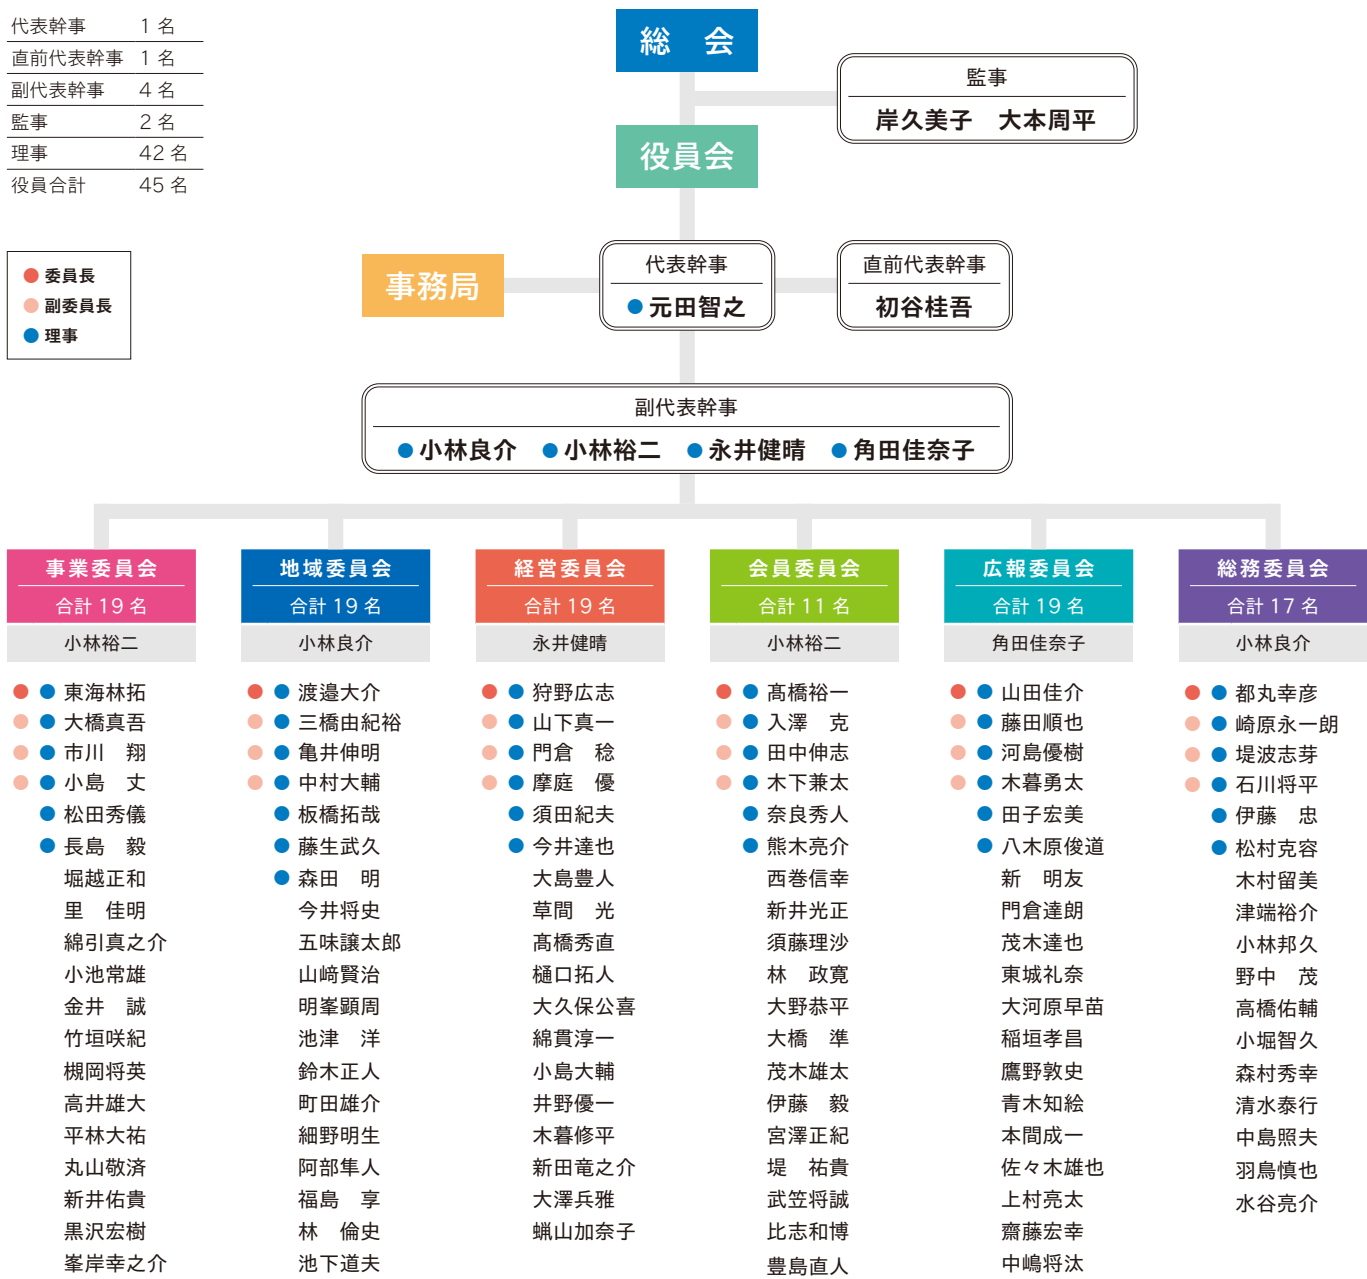 代表幹事 1 名
直前代表幹事 1 名
副代表幹事 4 名
監事 2 名
理事 42 名
役員合計 45 名
委員長
副委員長
理事
総 会
監事
岸久美子 大本周平
役員会
事務局
代表幹事
元田智之
直前代表幹事
初谷桂吾
副代表幹事
小林良介 小林裕二 永井健晴 角田佳奈子
事業委員会
合計 19 名
小林裕二
東海林拓
大橋真吾
市川 翔
小島 丈
松田秀儀
長島 毅
堀越正和
里 佳明
綿引真之介
小池常雄
金井 誠
竹垣咲紀
槻岡将英
高井雄大
平林大祐
丸山敬済
新井佑貴
黒沢宏樹
峯岸幸之介
地域委員会
合計 19 名
小林良介
渡邉大介
三橋由紀裕
亀井伸明
中村大輔
板橋拓哉
藤生武久
森田 明
今井将史
五味譲太郎
山﨑賢治
明峯顕周
池津 洋
鈴木正人
町田雄介
細野明生
阿部隼人
福島 享
林 倫史
池下道夫
経営委員会
合計 19 名
永井健晴
狩野広志
山下真一
門倉 稔
摩庭 優
須田紀夫
今井達也
大島豊人
草間 光
髙橋秀直
樋口拓人
大久保公喜
綿貫淳一
小島大輔
井野優一
木暮修平
新田竜之介
大澤兵雅
蝋山加奈子
会員委員会
合計 11 名
小林裕二
髙橋裕一
入澤 克
田中伸志
木下兼太
奈良秀人
熊木亮介
西巻信幸
新井光正
須藤理沙
林 政寛
大野恭平
大橋 準
茂木雄太
伊藤 毅
宮澤正紀
堤 祐貴
武笠将誠
比志和博
豊島直人
広報委員会
合計 19 名
角田佳奈子
山田佳介
藤田順也
河島優樹
木暮勇太
田子宏美
八木原俊道
新 明友
門倉達朗
茂木達也
東城礼奈
大河原早苗
稲垣孝昌
鷹野敦史
青木知絵
本間成一
佐々木雄也
上村亮太
齋藤宏幸
中嶋将汰
総務委員会
合計 17 名
小林良介
都丸幸彦
崎原永一朗
堤波志芽
石川将平
伊藤 忠
松村克容
木村留美
津端裕介
小林邦久
野中 茂
高橋佑輔
小堀智久
森村秀幸
清水泰行
中島照夫
羽鳥慎也
水谷亮介